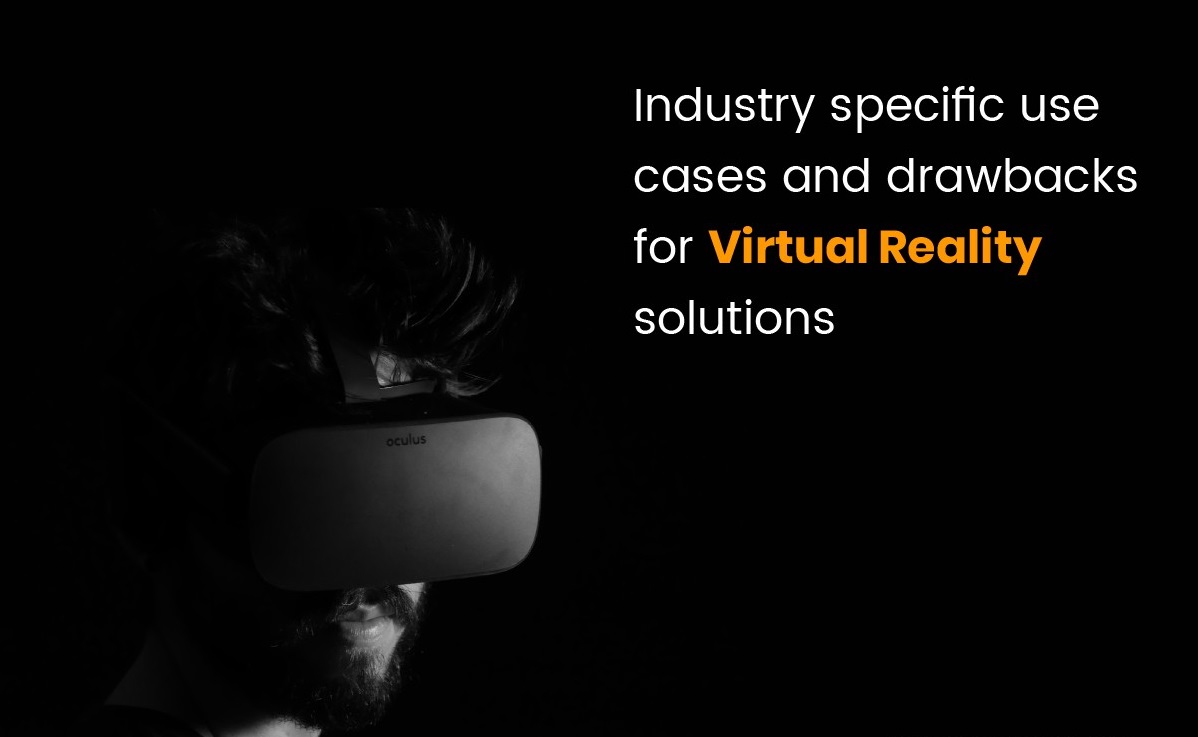 Industry specific use
cases and drawbacks
for Virtual Reality
solutions
oculus